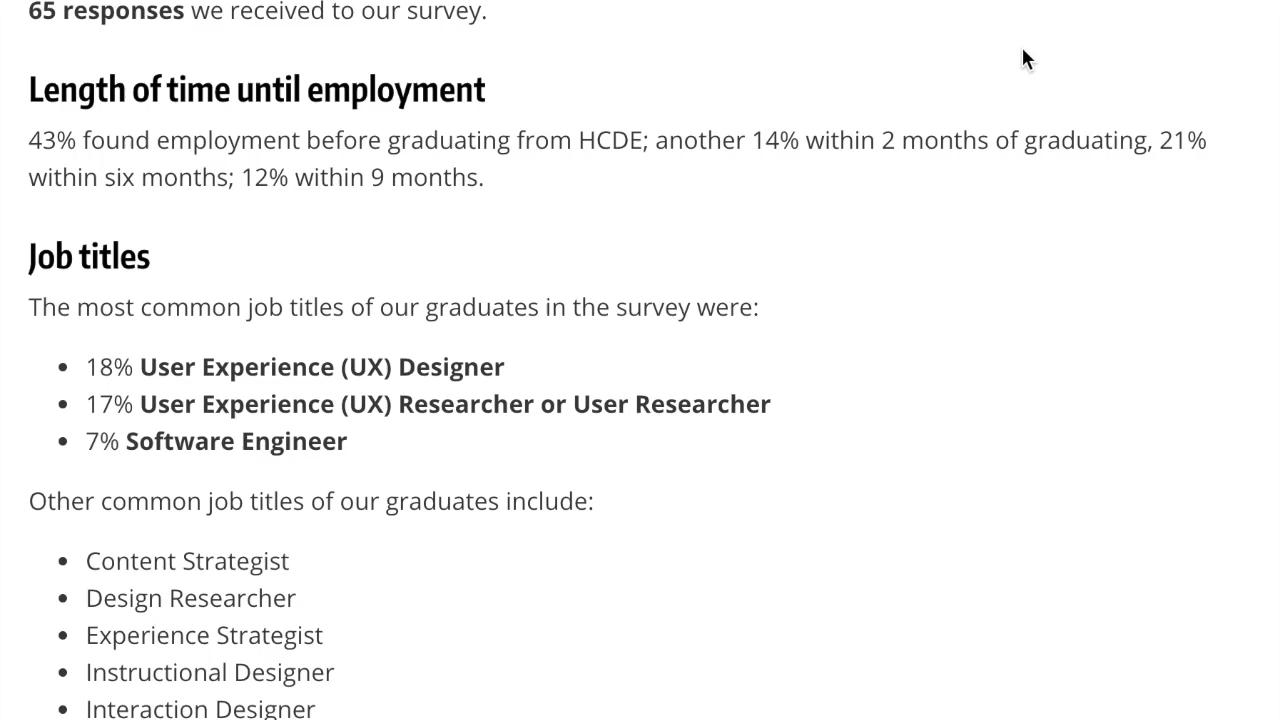 65 responses we received to our survey.
Length of time until employment
43% found employment before graduating from HCDE; another 14% within 2 months of graduating, 21%
within six months; 12% within 9 months.
Job titles
The most common job titles of our graduates in the survey were:
• 18% User Experience (UX) Designer
• 17% User Experience (UX) Researcher or User Researcher
• 7% Software Engineer
Other common job titles of our graduates include:
• Content Strategist
• Design Researcher
• Experience Strategist
• Instructional Designer
• Interaction Designer